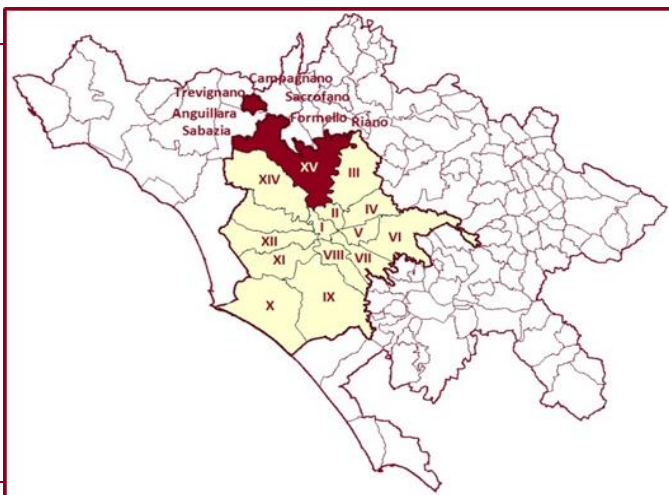 Campagnano
Trevignano
Sacrofano
Anguillara
Formello
Riano
Sabazia
XV
III
XIV
II
IV
I
V
VI
XII
VIII
VII
XI
X
IX